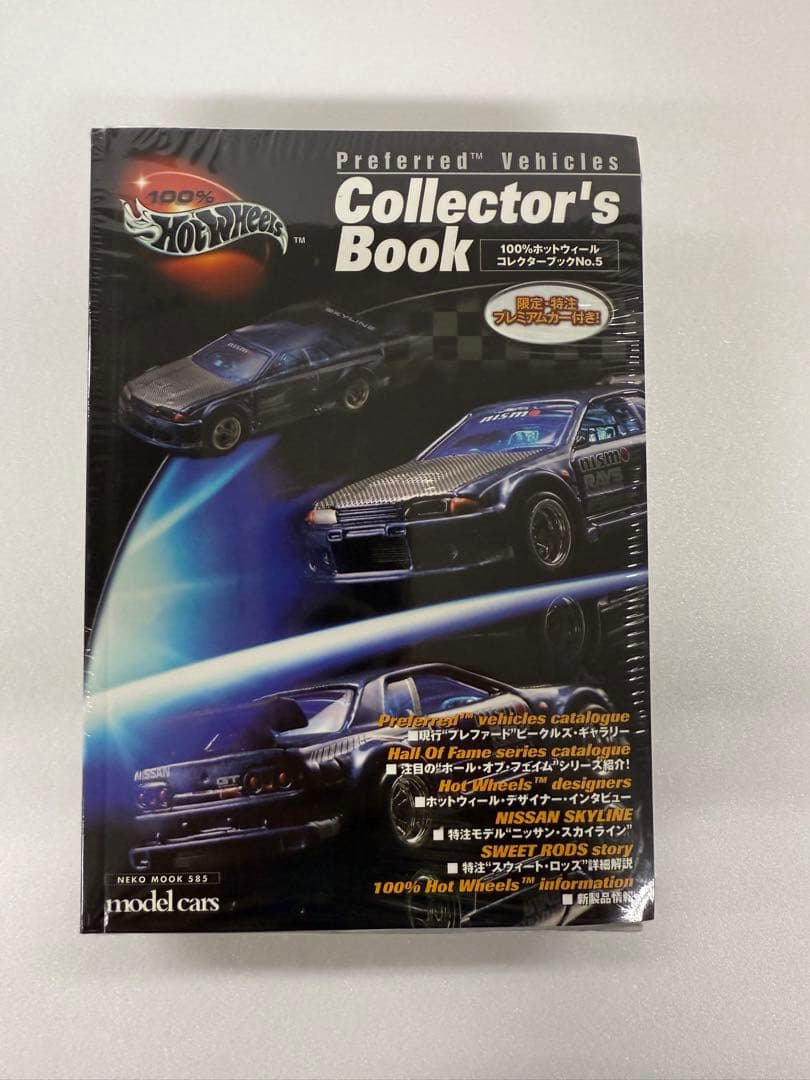 Preferred™ Vehicles
100%
Hot Wheels™
Collector's
Book
100%ホットウィール
コレクターブックNo.5
限定・特注
プレミアムカー付き!
SKYLINE
nismo
nismo
RAYS
Preferred™ vehicles catalogue
■現行"プレファード"ビークルズ・ギャラリー
Hall Of Fame series catalogue
■注目の"ホール・オブ・フェイム"シリーズ紹介!
Hot Wheels™ designers
■ホットウィール・デザイナー・インタビュー
NISSAN
GT
NISSAN SKYLINE
■特注モデル"ニッサン・スカイライン"
SWEET RODS story
■特注"スウィート・ロッズ"詳細解説
100% Hot Wheels™ information
■新製品情報
NEKO MOOK 585
model cars